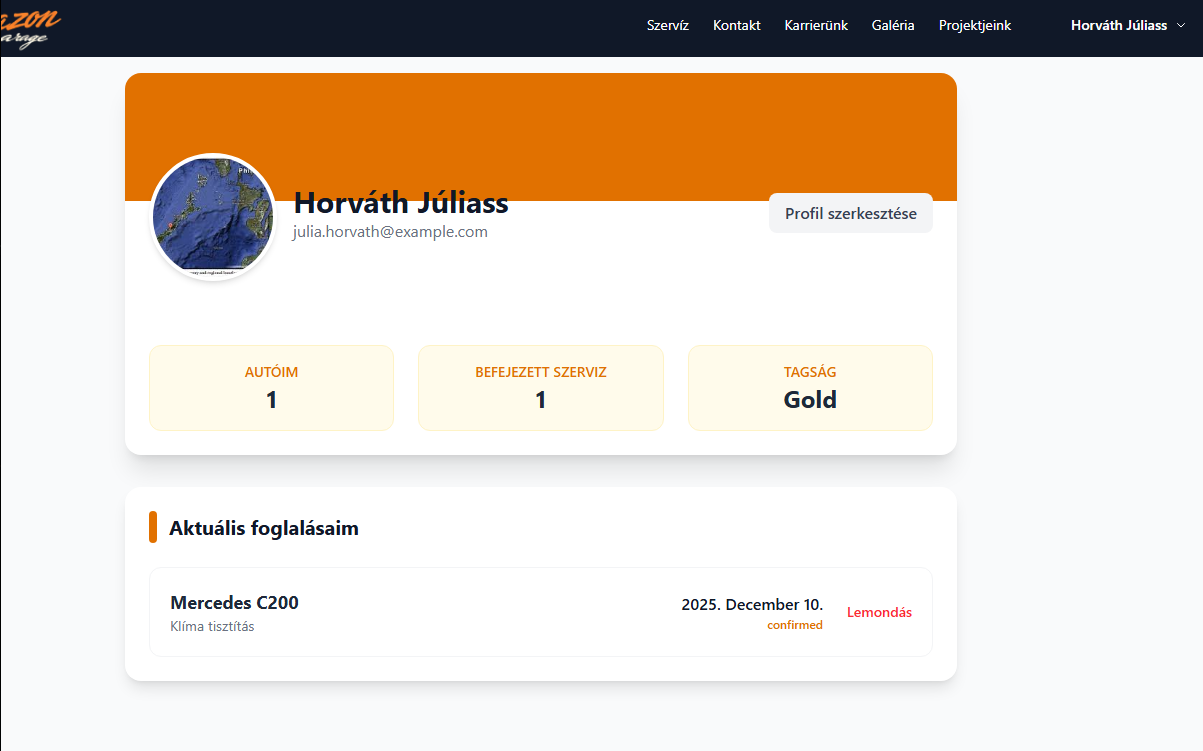 Szervíz Kontakt Karrierünk Galéria Projektjeink Horváth Júliass
Horváth Júliass
julia.horvath@example.com
Profil szerkesztése
AUTÓIM
1
BEFEJEZETT SZERVIZ
1
TAGSÁG
Gold
Aktuális foglalásaim
Mercedes C200
Klíma tisztítás
2025. December 10.
confirmed
Lemondás